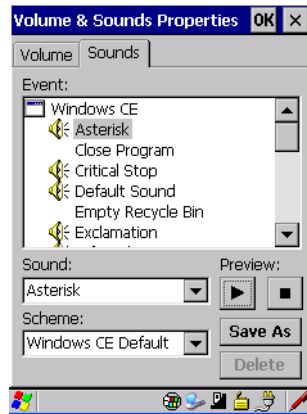 Volume & Sounds Properties OK
Volume Sounds
Event:
Windows CE
Asterisk
Close Program
Critical Stop
Default Sound
Empty Recycle Bin
Exclamation
Sound: Preview:
Asterisk
Scheme:
Windows CE Default Save As
Delete